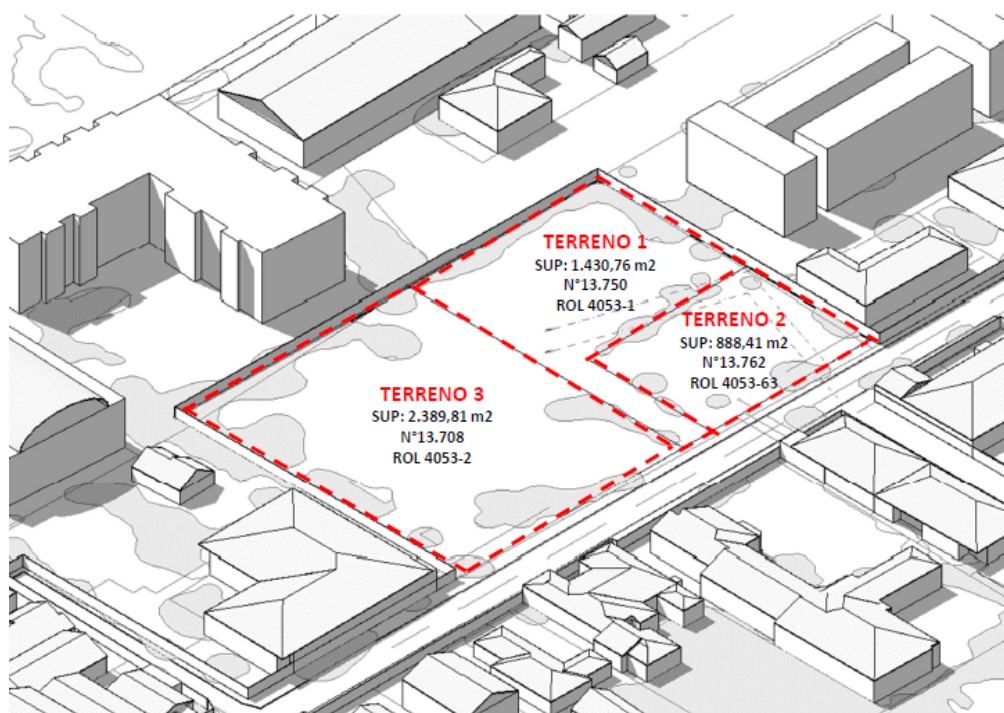 TERRENO 1
SUP: 1.430,76 m2
N°13.750
ROL 4053-1
TERRENO 2
SUP: 888,41 m2
N°13.762
ROL 4053-63
TERRENO 3
SUP: 2.389,81 m2
N°13.708
ROL 4053-2